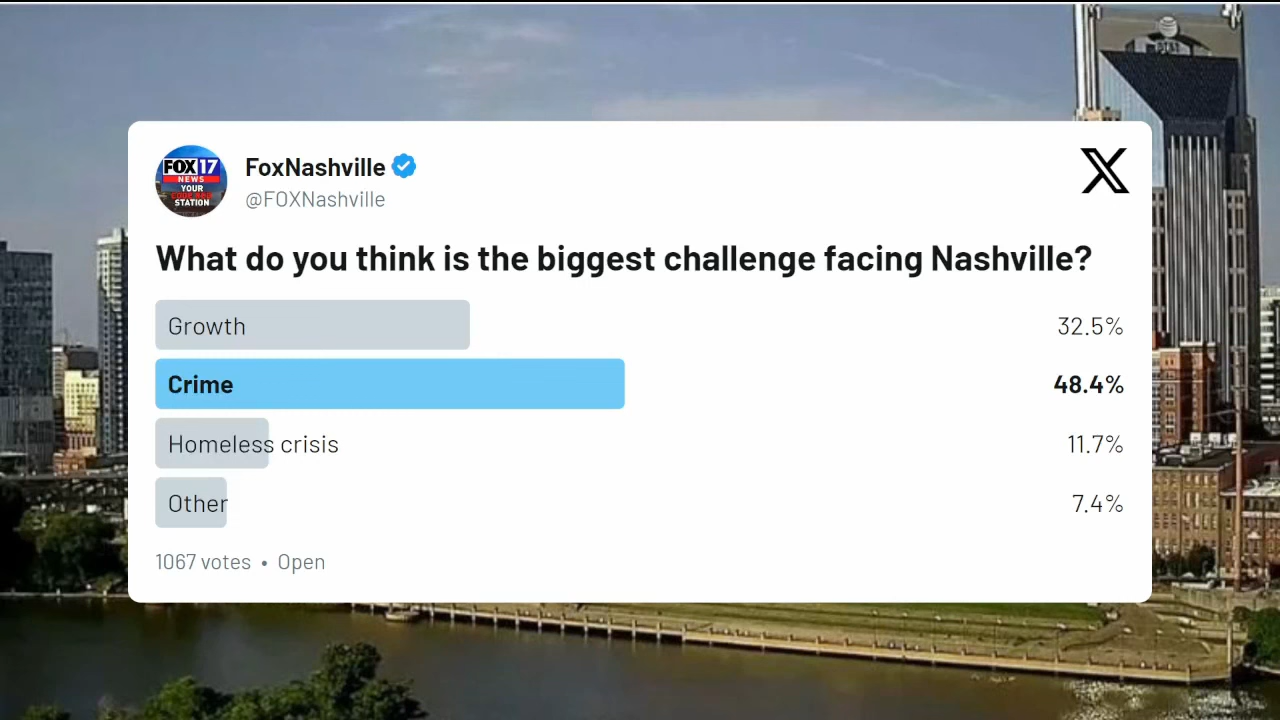 AT&T
FOX 17
NEWS
YOUR
STATION
FoxNashville
@FOXNashville
X
What do you think is the biggest challenge facing Nashville?
Growth 32.5%
Crime 48.4%
Homeless crisis 11.7%
Other 7.4%
1067 votes • Open